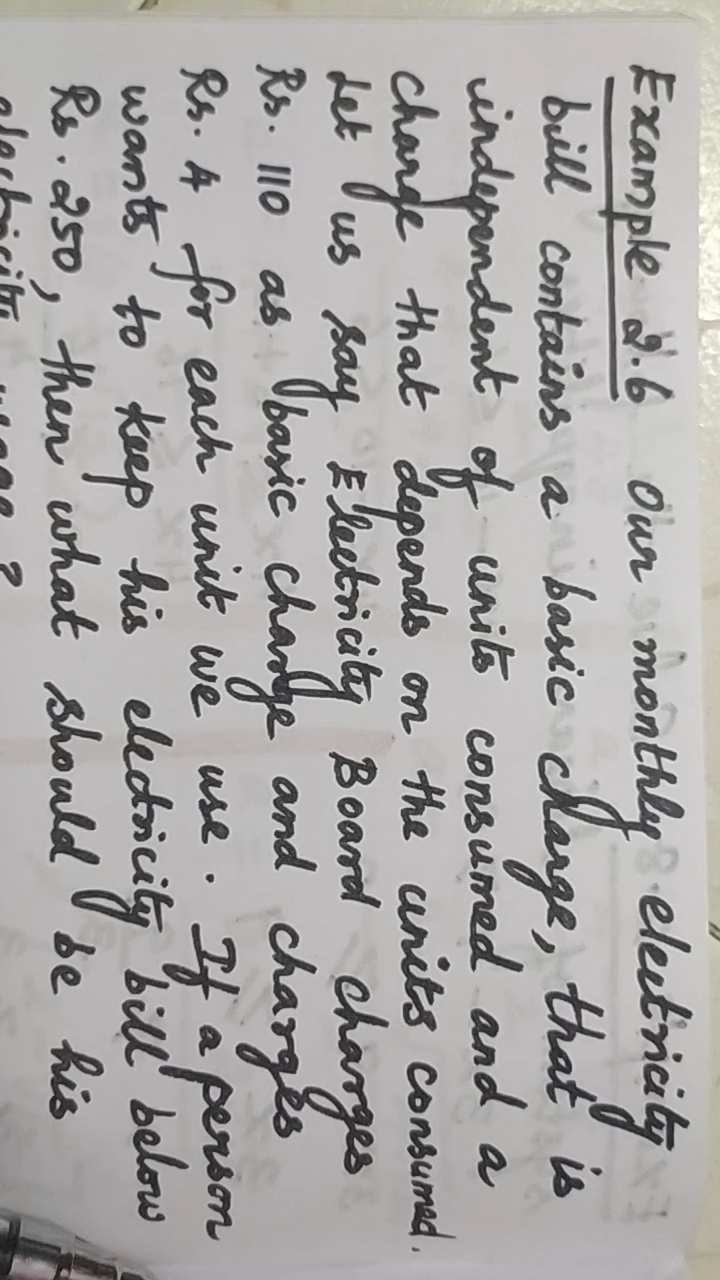 Example 2.6 Our monthly electricity
bill contains a basic charge, that is
independent of units consumed and a
charge that depends on the units consumed.
Let us say Electricity Board charges
Rs. 110 as basic charge and charges
Rs. 4 for each unit we use. If a person
wants to keep his electricity bill below
Rs. 250, then what should be his
electricity usage?